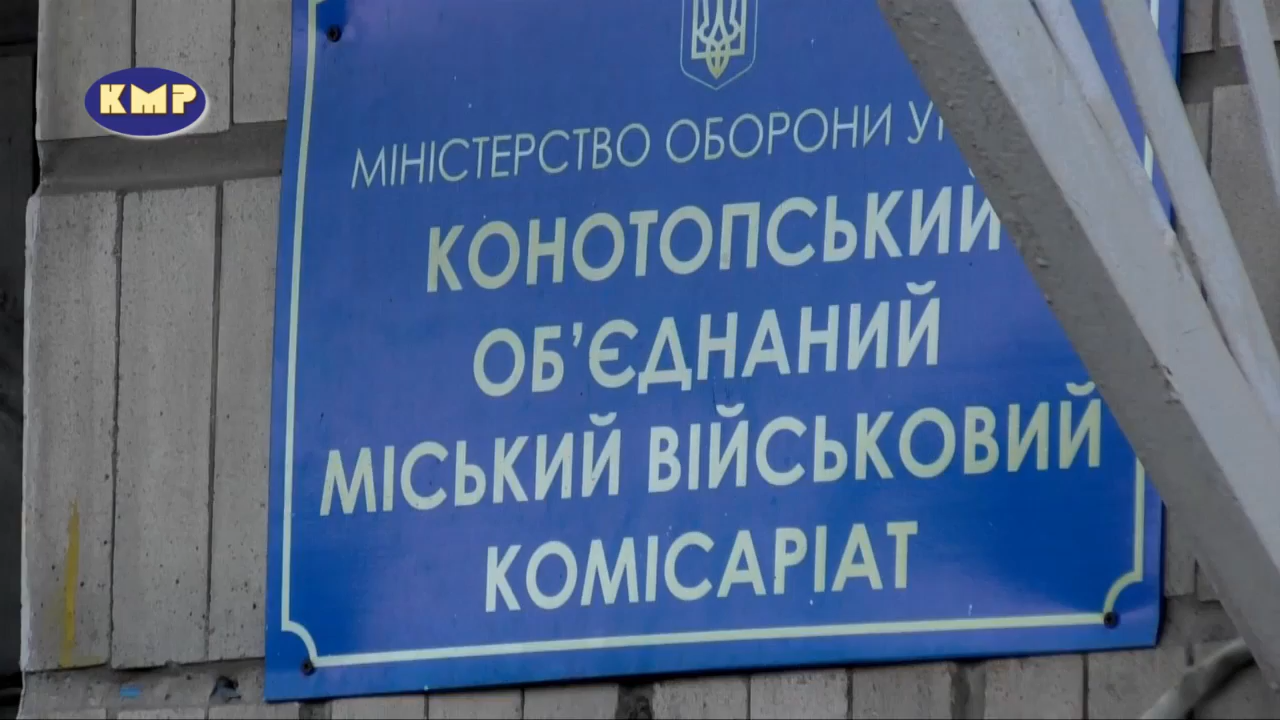 КМР
МІНІСТЕРСТВО ОБОРОНИ
КОНОТОПСЬКИЙ
ОБ’ЄДНАНИЙ
МІСЬКИЙ ВІЙСЬКОВИЙ
КОМІСАРІАТ